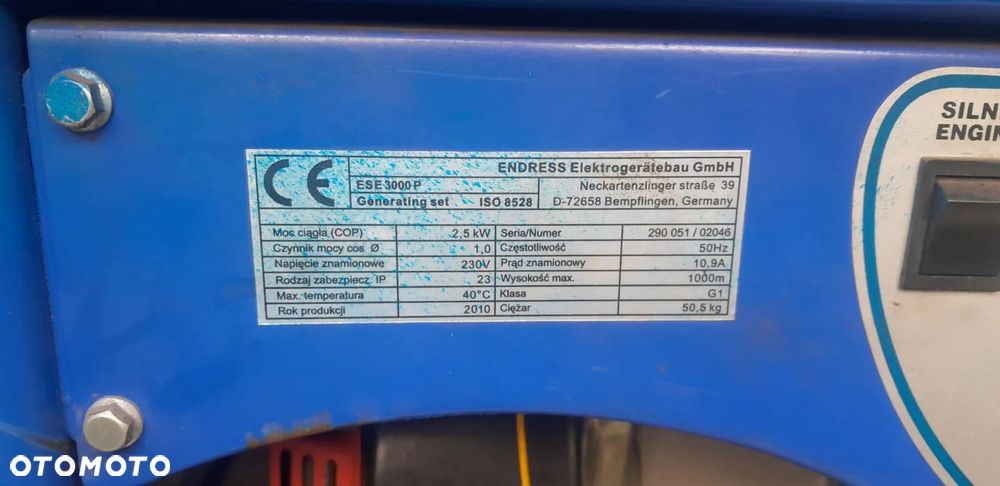 CE
ENDRESS Elektrogerätebau GmbH
ESE 3000 P
Neckartenzlinger straße 39
Generating set ISO 8528
D-72658 Bempflingen, Germany
Moc ciągła (COP) 2,5 kW Seria/Numer 290 051 / 02046
Czynnik mocy cos Ø 1,0 Częstotliwość 50Hz
Napięcie znamionowe 230V Prąd znamionowy 10,9A
Rodzaj zabezpiecz. IP 23 Wysokość max. 1000m
Max. temperatura 40°C Klasa G1
Rok produkcji 2010 Ciężar 50,5 kg
SILN
ENGIN
OTOMOTO